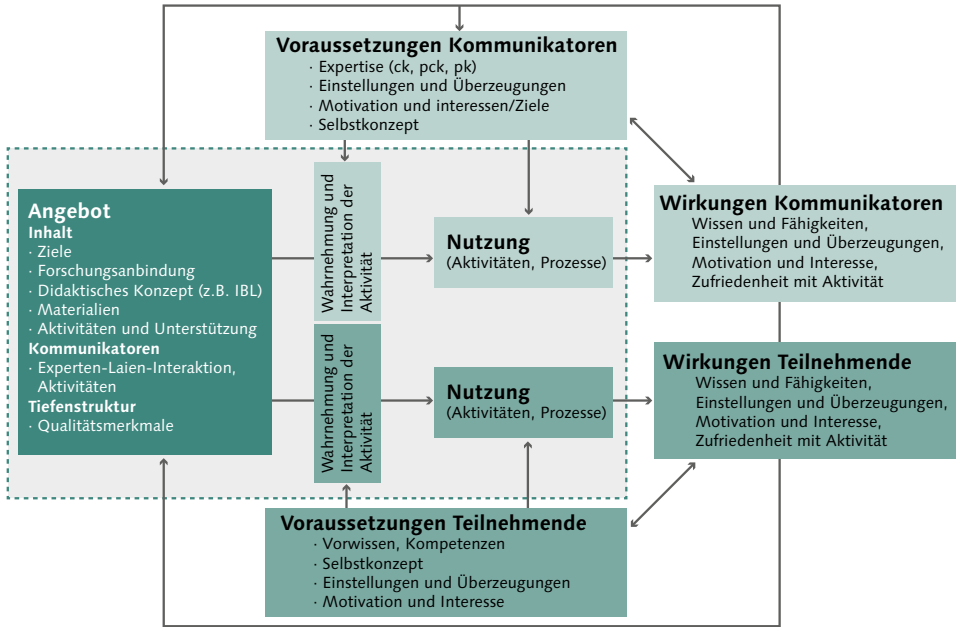 Voraussetzungen Kommunikatoren
· Expertise (ck, pck, pk)
· Einstellungen und Überzeugungen
· Motivation und interessen/Ziele
· Selbstkonzept
Angebot
Inhalt
· Ziele
· Forschungsanbindung
· Didaktisches Konzept (z.B. IBL)
· Materialien
· Aktivitäten und Unterstützung
Kommunikatoren
· Experten-Laien-Interaktion,
Aktivitäten
Tiefenstruktur
· Qualitätsmerkmale
Wahrnehmung und
Interpretation der
Aktivität
Nutzung
(Aktivitäten, Prozesse)
Wirkungen Kommunikatoren
Wissen und Fähigkeiten,
Einstellungen und Überzeugungen,
Motivation und Interesse,
Zufriedenheit mit Aktivität
Wahrnehmung und
Interpretation der
Aktivität
Nutzung
(Aktivitäten, Prozesse)
Wirkungen Teilnehmende
Wissen und Fähigkeiten,
Einstellungen und Überzeugungen,
Motivation und Interesse,
Zufriedenheit mit Aktivität
Voraussetzungen Teilnehmende
· Vorwissen, Kompetenzen
· Selbstkonzept
· Einstellungen und Überzeugungen
· Motivation und Interesse